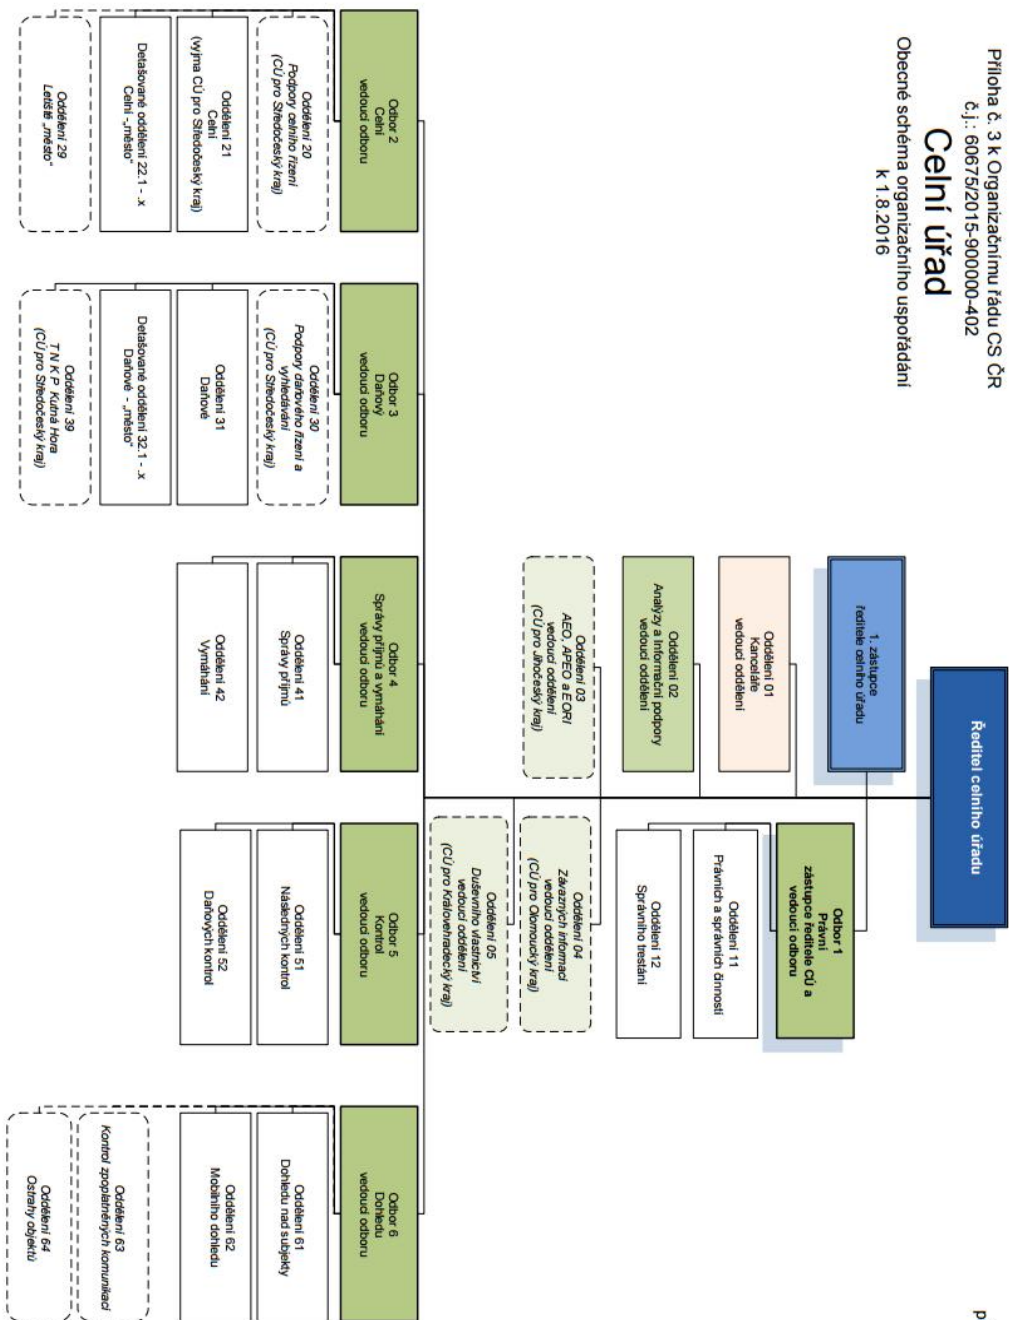 Příloha č. 3 k Organizačnímu řádu CS ČR
č.j.: 60675/2015-900000-402
Celní úřad
Obecné schéma organizačního uspořádání
k 1.8.2016
Ředitel celního úřadu
1. zástupce
ředitele celního úřadu
Odbor 1
Právní
zástupce ředitele CÚ a
vedoucí odboru
Oddělení 01
Kanceláře
vedoucí oddělení
Oddělení 11
Právních a správních činností
Oddělení 02
Analýzy a Informační podpory
vedoucí oddělení
Oddělení 12
Správního trestání
Oddělení 03
AEO, APEO a EORI
vedoucí oddělení
(CÚ pro Jihočeský kraj)
Oddělení 04
Závazných informací
vedoucí oddělení
(CÚ pro Olomoucký kraj)
Oddělení 05
Duševního vlastnictví
vedoucí oddělení
(CÚ pro Královehradecký kraj)
Odbor 2
Celní
vedoucí odboru
Oddělení 20
Podpory celního řízení
(CÚ pro Středočeský kraj)
Oddělení 21
Celní
(vyjma CÚ pro Středočeský kraj)
Detašované oddělení 22.1 - .x
Celní -„město“
Oddělení 29
Letiště „město“
Odbor 3
Daňový
vedoucí odboru
Oddělení 30
Podpory daňového řízení a
vyhledávání
(CÚ pro Středočeský kraj)
Oddělení 31
Daňové
Detašované oddělení 32.1 - .x
Daňové - „město“
Oddělení 39
T N K P Kutná Hora
(CÚ pro Středočeský kraj)
Odbor 4
Správy příjmů a vymáhání
vedoucí odboru
Oddělení 41
Správy příjmů
Oddělení 42
Vymáhání
Odbor 5
Kontrol
vedoucí odboru
Oddělení 51
Následných kontrol
Oddělení 52
Daňových kontrol
Odbor 6
Dohledu
vedoucí odboru
Oddělení 61
Dohledu nad subjekty
Oddělení 62
Mobilního dohledu
Oddělení 63
Kontrol zpoplatněných komunikací
Oddělení 64
Ostrahy objektů